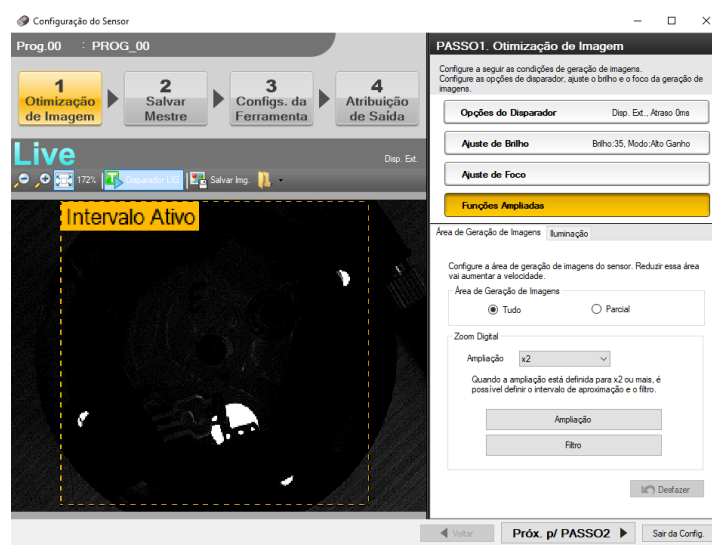 Configuração do Sensor
Prog.00 : PROG_00
1
Otimização
de Imagem
2
Salvar
Mestre
3
Configs. da
Ferramenta
4
Atribuição
de Saída
Live
Disp. Ext.
172%
Disparador LIG
Salvar Img.
Intervalo Ativo
PASSO1. Otimização de Imagem
Configure a seguir as condições de geração de imagens.
Configure as opções de disparador, ajuste o brilho e o foco da geração de
imagens.
Opções do Disparador Disp. Ext., Atraso 0ms
Ajuste de Brilho Brilho:35, Modo:Alto Ganho
Ajuste de Foco
Funções Ampliadas
Área de Geração de Imagens Iluminação
Configure a área de geração de imagens do sensor. Reduzir essa área
vai aumentar a velocidade.
Área de Geração de Imagens
Tudo Parcial
Zoom Digital
Ampliação x2
Quando a ampliação está definida para x2 ou mais, é
possível definir o intervalo de aproximação e o filtro.
Ampliação
Filtro
Desfazer
Voltar Próx. p/ PASSO2 Sair da Config.